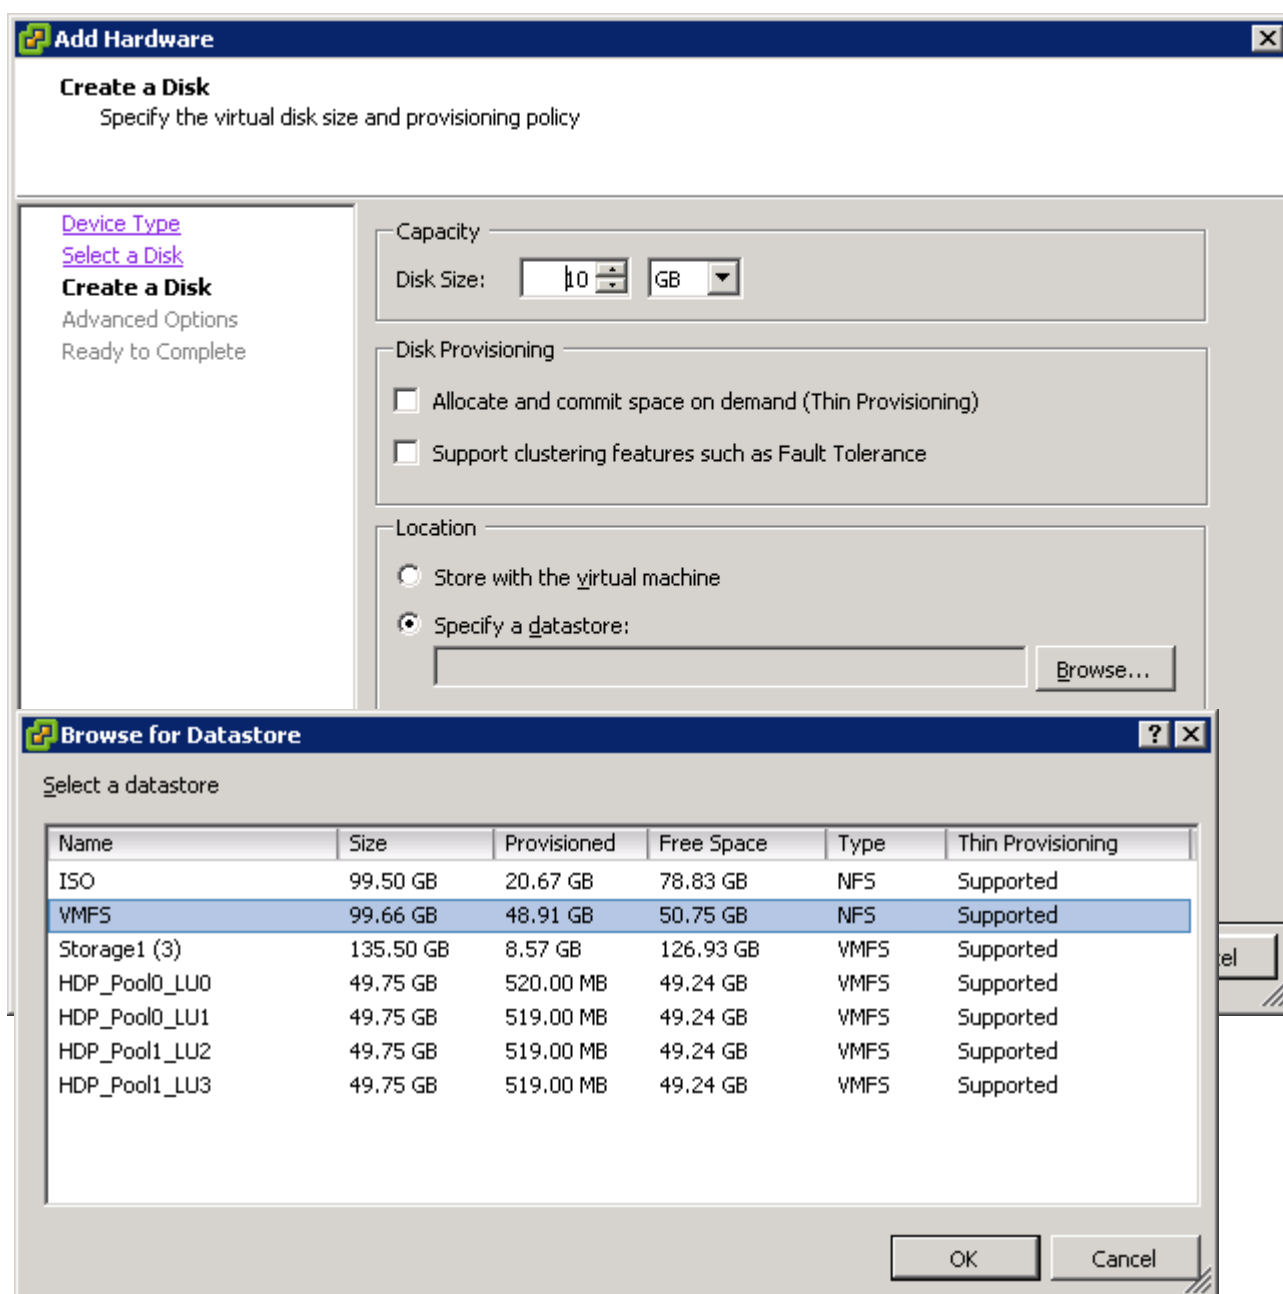 Add Hardware
Create a Disk
Specify the virtual disk size and provisioning policy
Device Type
Select a Disk
Create a Disk
Advanced Options
Ready to Complete
Capacity
Disk Size: 10 GB
Disk Provisioning
Allocate and commit space on demand (Thin Provisioning)
Support clustering features such as Fault Tolerance
Location
Store with the virtual machine
Specify a datastore:
Browse...
Browse for Datastore
Select a datastore
Name Size Provisioned Free Space Type Thin Provisioning
ISO 99.50 GB 20.67 GB 78.83 GB NFS Supported
VMFS 99.66 GB 48.91 GB 50.75 GB NFS Supported
Storage1 (3) 135.50 GB 8.57 GB 126.93 GB VMFS Supported
HDP_Pool0_LU0 49.75 GB 520.00 MB 49.24 GB VMFS Supported
HDP_Pool0_LU1 49.75 GB 519.00 MB 49.24 GB VMFS Supported
HDP_Pool1_LU2 49.75 GB 519.00 MB 49.24 GB VMFS Supported
HDP_Pool1_LU3 49.75 GB 519.00 MB 49.24 GB VMFS Supported
OK Cancel